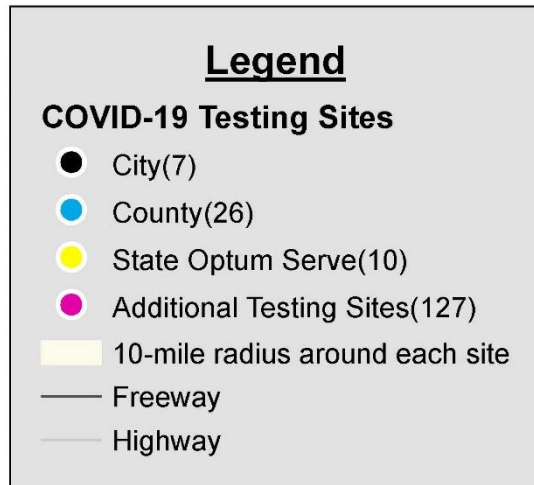 Legend
COVID-19 Testing Sites
City(7)
County(26)
State Optum Serve(10)
Additional Testing Sites(127)
10-mile radius around each site
Freeway
Highway